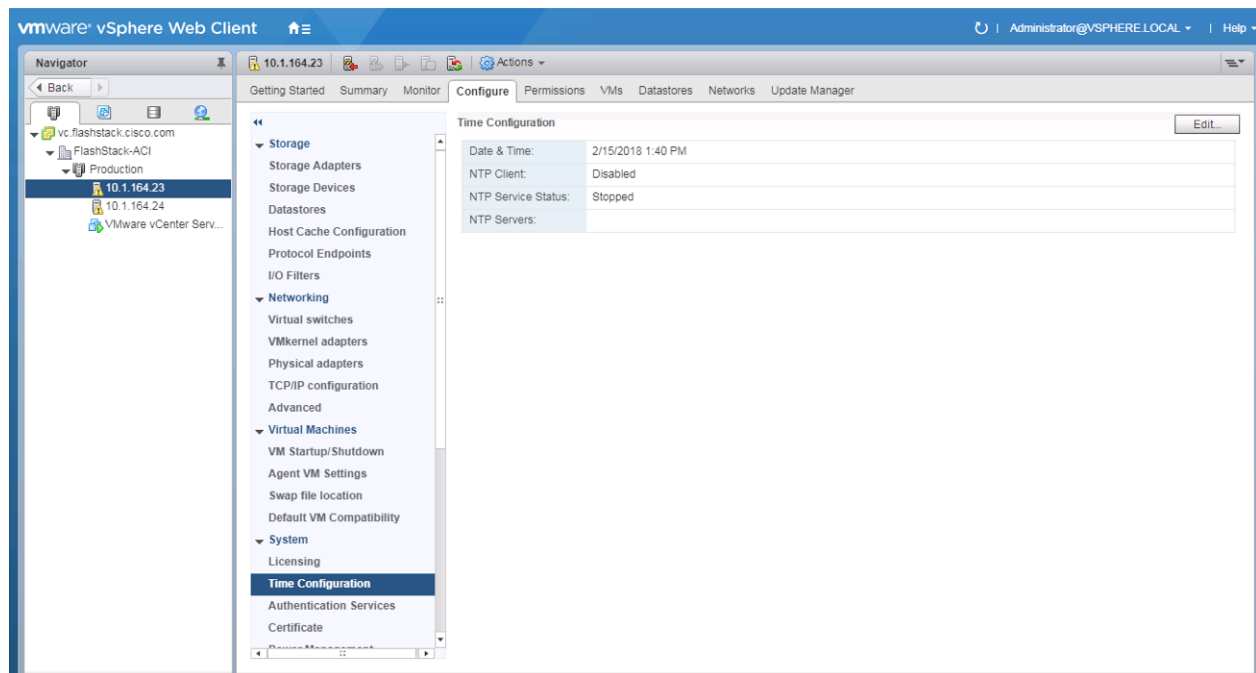 vmware® vSphere Web Client
Administrator@VSPHERE.LOCAL
Help
Navigator
Back
vc.flashstack.cisco.com
FlashStack-ACI
Production
10.1.164.23
10.1.164.24
VMware vCenter Serv...
10.1.164.23
Actions
Getting Started Summary Monitor Configure Permissions VMs Datastores Networks Update Manager
Storage
Storage Adapters
Storage Devices
Datastores
Host Cache Configuration
Protocol Endpoints
I/O Filters
Networking
Virtual switches
VMkernel adapters
Physical adapters
TCP/IP configuration
Advanced
Virtual Machines
VM Startup/Shutdown
Agent VM Settings
Swap file location
Default VM Compatibility
System
Licensing
Time Configuration
Authentication Services
Certificate
Time Configuration
Edit...
Date & Time: 2/15/2018 1:40 PM
NTP Client: Disabled
NTP Service Status: Stopped
NTP Servers: